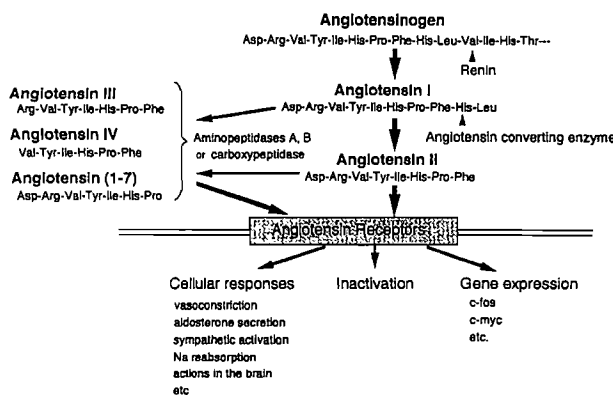 Angiotensinogen
Asp-Arg-Val-Tyr-Ile-His-Pro-Phe-His-Leu-Val-Ile-His-Thr---
Renin
Angiotensin I
Asp-Arg-Val-Tyr-Ile-His-Pro-Phe-His-Leu
Angiotensin converting enzyme
Angiotensin III
Arg-Val-Tyr-Ile-His-Pro-Phe
Angiotensin IV
Val-Tyr-Ile-His-Pro-Phe
Angiotensin (1-7)
Asp-Arg-Val-Tyr-Ile-His-Pro
Aminopeptidases A, B
or carboxypeptidase
Angiotensin II
Asp-Arg-Val-Tyr-Ile-His-Pro-Phe
Angiotensin Receptors
Cellular responses
vasoconstriction
aldosterone secretion
sympathetic activation
Na reabsorption
actions in the brain
etc
Inactivation
Gene expression
c-fos
c-myc
etc.